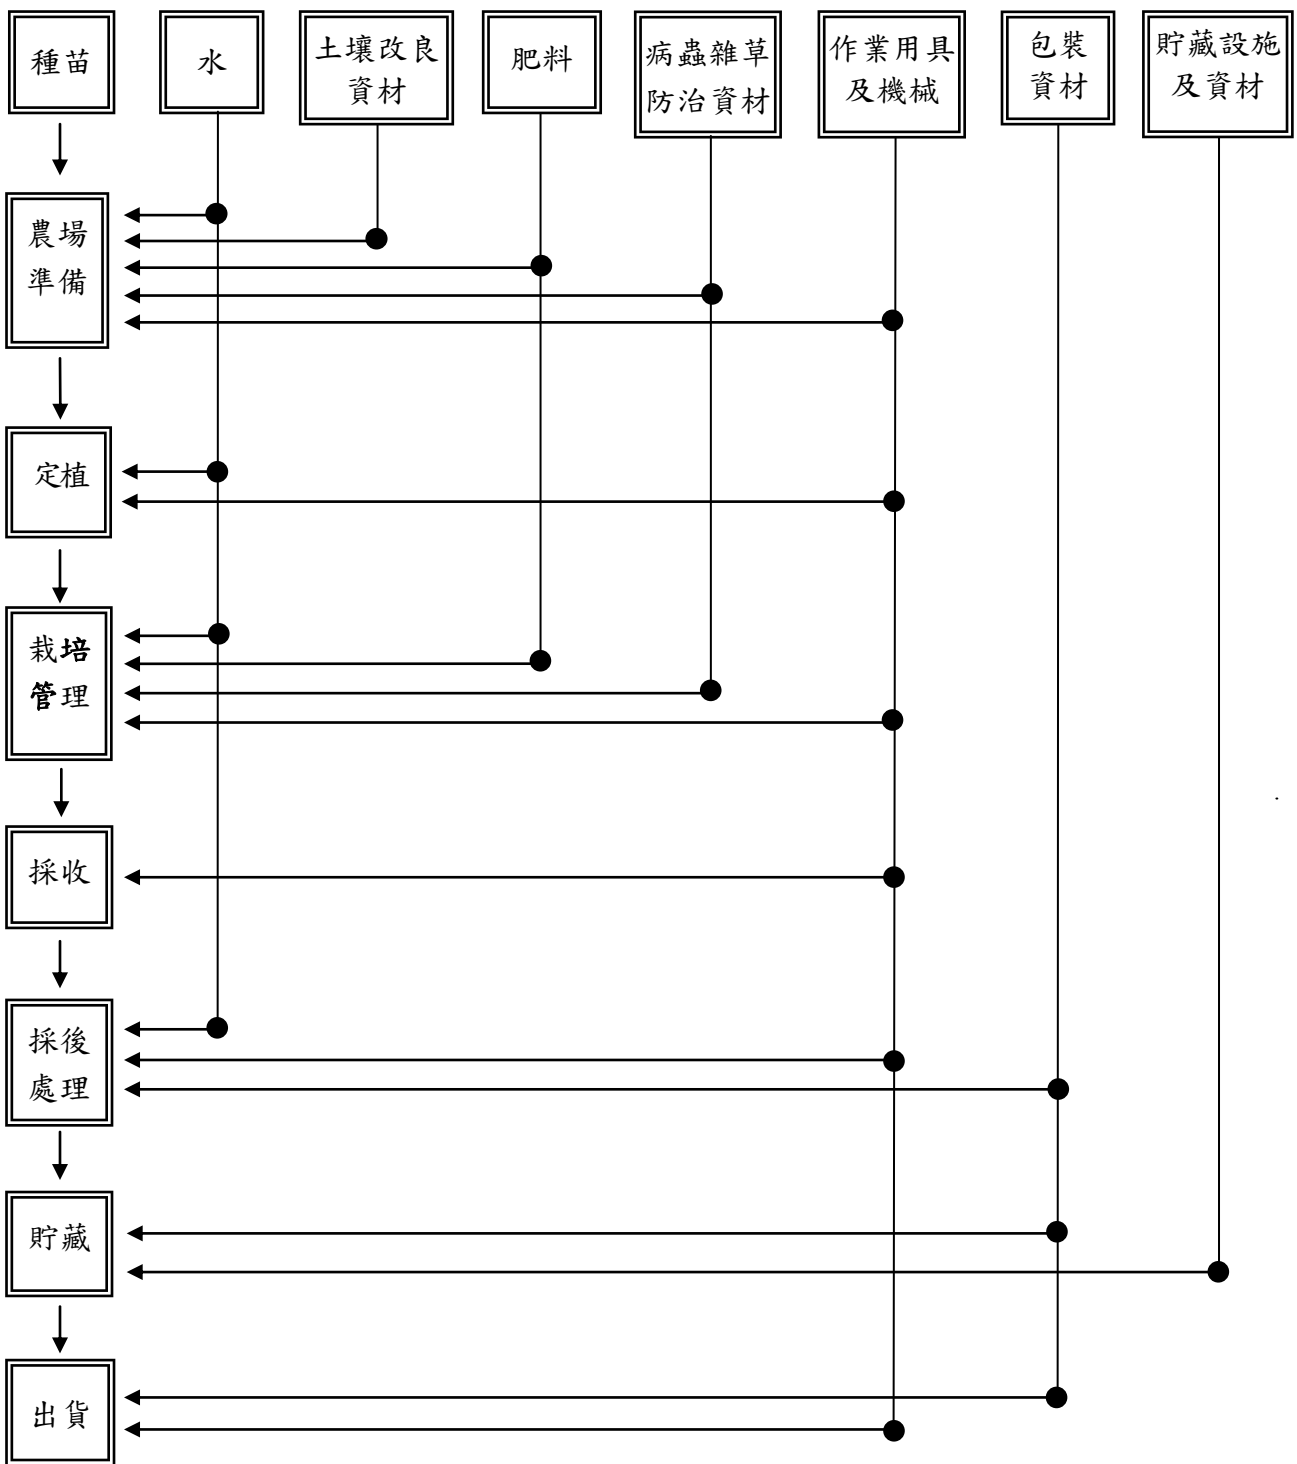 種苗
水
土壤改良
資材
肥料
病蟲雜草
防治資材
作業用具
及機械
包裝
資材
貯藏設施
及資材
農場
準備
定植
栽培
管理
採收
採後
處理
貯藏
出貨